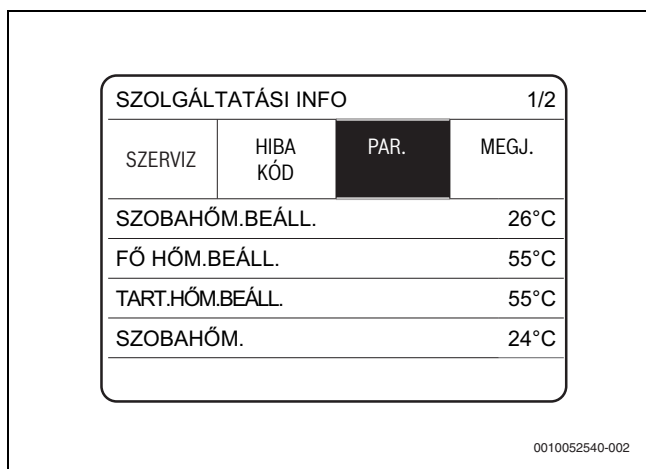 SZOLGÁLTATÁSI INFO 1/2
SZERVIZ HIBA KÓD PAR. MEGJ.
SZOBAHŐM.BEÁLL. 26°C
FŐ HŐM.BEÁLL. 55°C
TART.HŐM.BEÁLL. 55°C
SZOBAHŐM. 24°C
0010052540-002